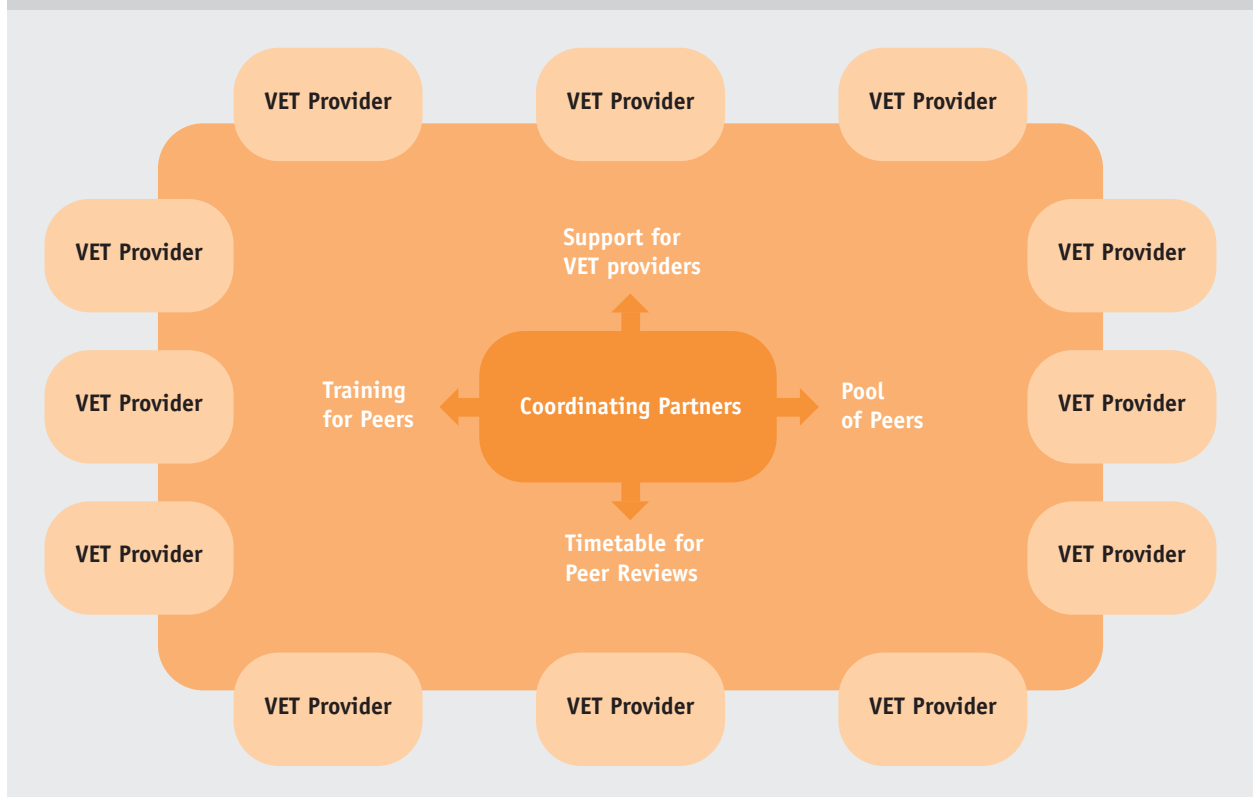 VET Provider
VET Provider
VET Provider
VET Provider
Support for
VET providers
VET Provider
VET Provider
Training
for Peers
Coordinating Partners
Pool
of Peers
VET Provider
VET Provider
Timetable for
Peer Reviews
VET Provider
VET Provider
VET Provider
VET Provider